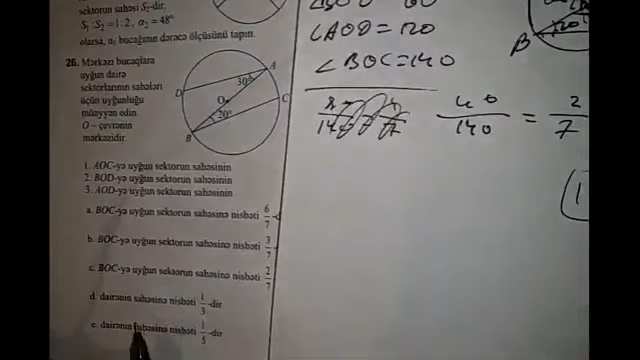 sektorun sahəsi S₂-dir.
S₁:S₂=1:2, α₂=48°
olarsa, α₁ bucağının dərəcə ölçüsünü tapın.
26. Mərkəzi bucaqlara
uyğun dairə
sektorlarının sahələri
üçün uyğunluğu
müəyyən edin
O – çevrənin
mərkəzidir.
A
30°
D
O
C
20°
B
1. AOC-yə uyğun sektorun sahəsinin
2. BOD-yə uyğun sektorun sahəsinin
3. AOD-yə uyğun sektorun sahəsinin
a. BOC-yə uyğun sektorun sahəsinə nisbəti 6/7
b. BOC-yə uyğun sektorun sahəsinə nisbəti 3/7
c. BOC-yə uyğun sektorun sahəsinə nisbəti 2/7
d. dairənin sahəsinə nisbəti 1/3-dir
e. dairənin sahəsinə nisbəti 1/5-dir
∠AOD = 120
∠BOC = 140
40/140 = 2/7
B